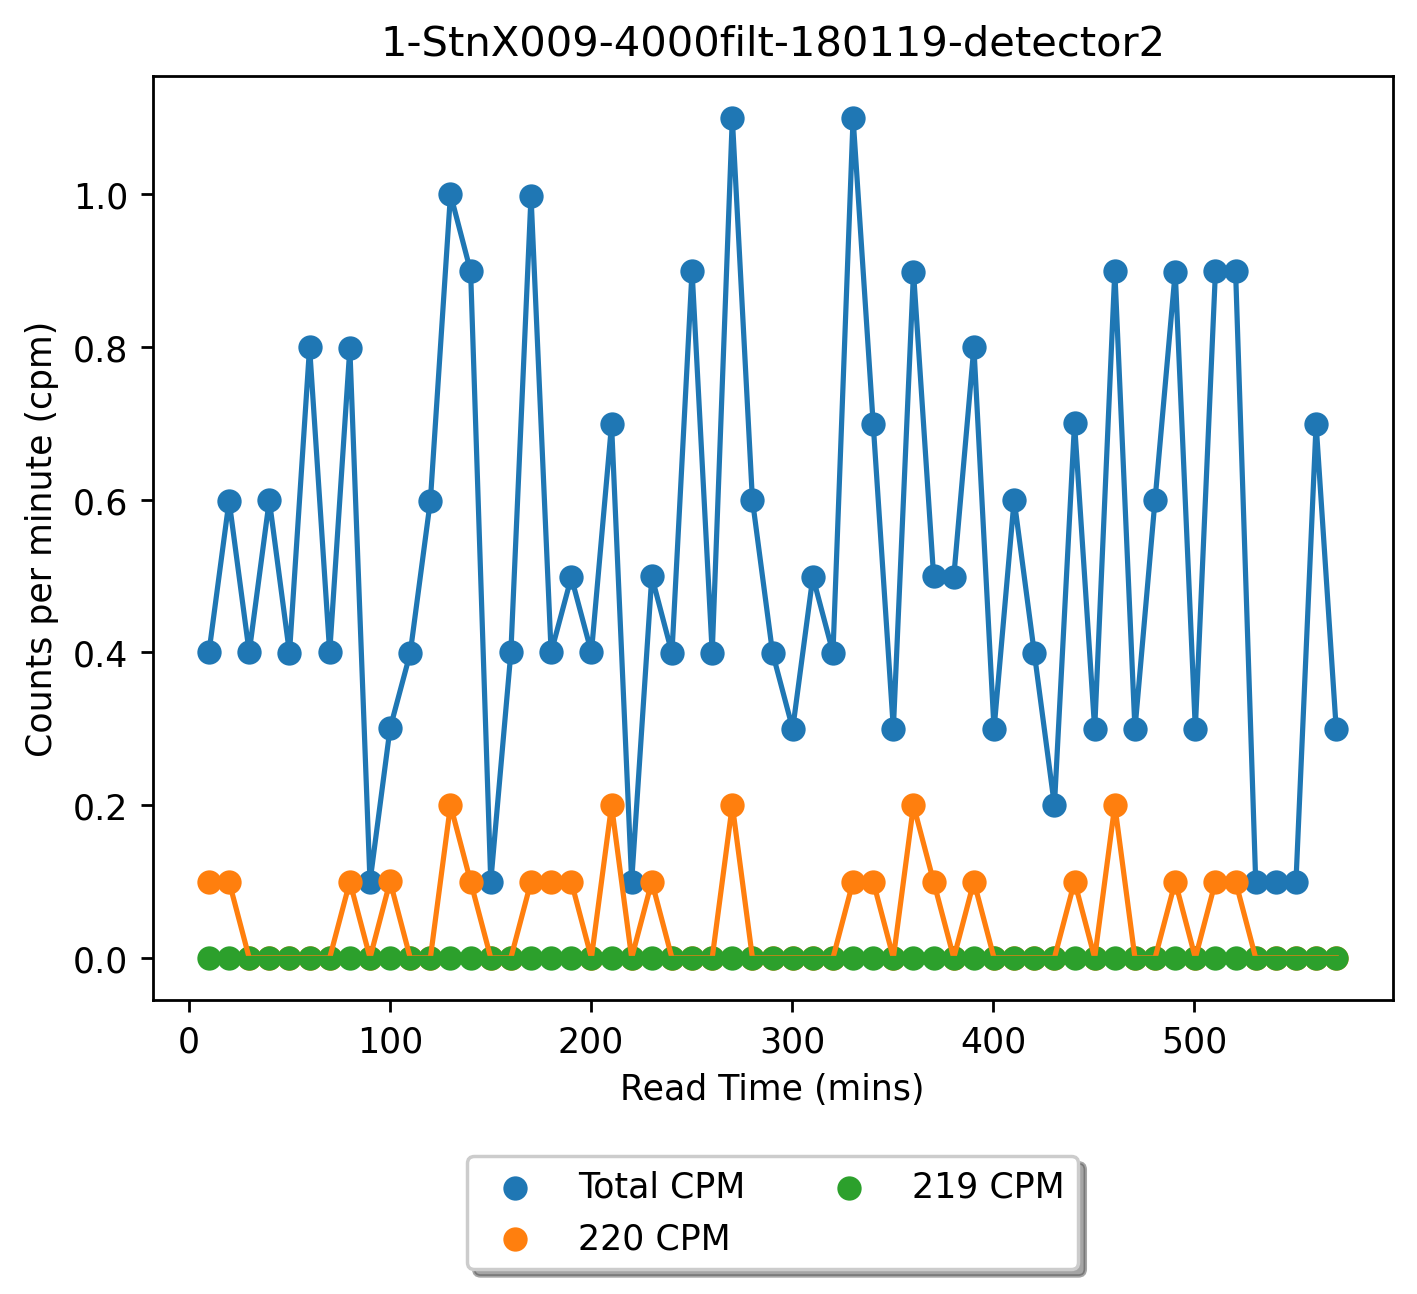 1-StnX009-4000filt-180119-detector2
Counts per minute (cpm)
1.0
0.8
0.6
0.4
0.2
0.0
0 100 200 300 400 500
Read Time (mins)
Total CPM 219 CPM
220 CPM